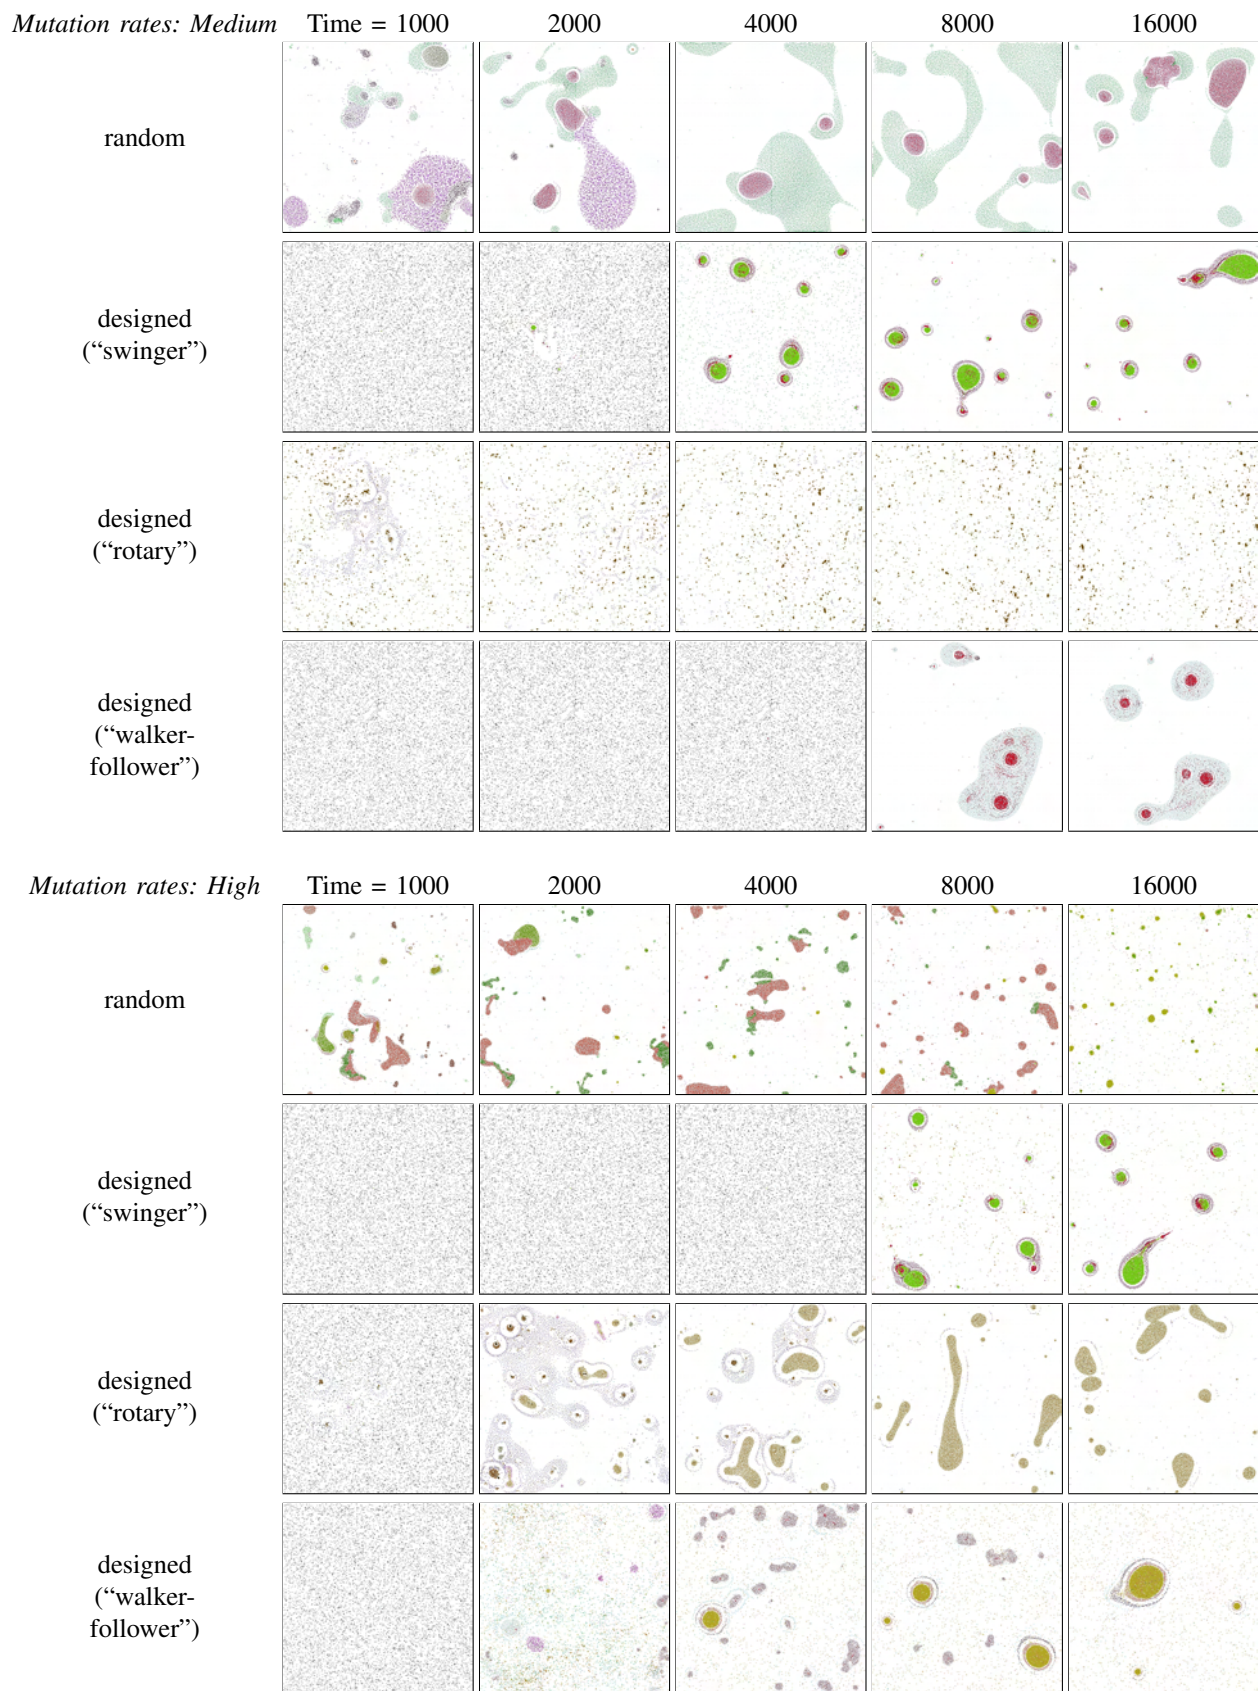 Mutation rates: Medium Time = 1000 2000 4000 8000 16000
random
designed
(“swinger”)
designed
(“rotary”)
designed
(“walker-
follower”)
Mutation rates: High Time = 1000 2000 4000 8000 16000
random
designed
(“swinger”)
designed
(“rotary”)
designed
(“walker-
follower”)